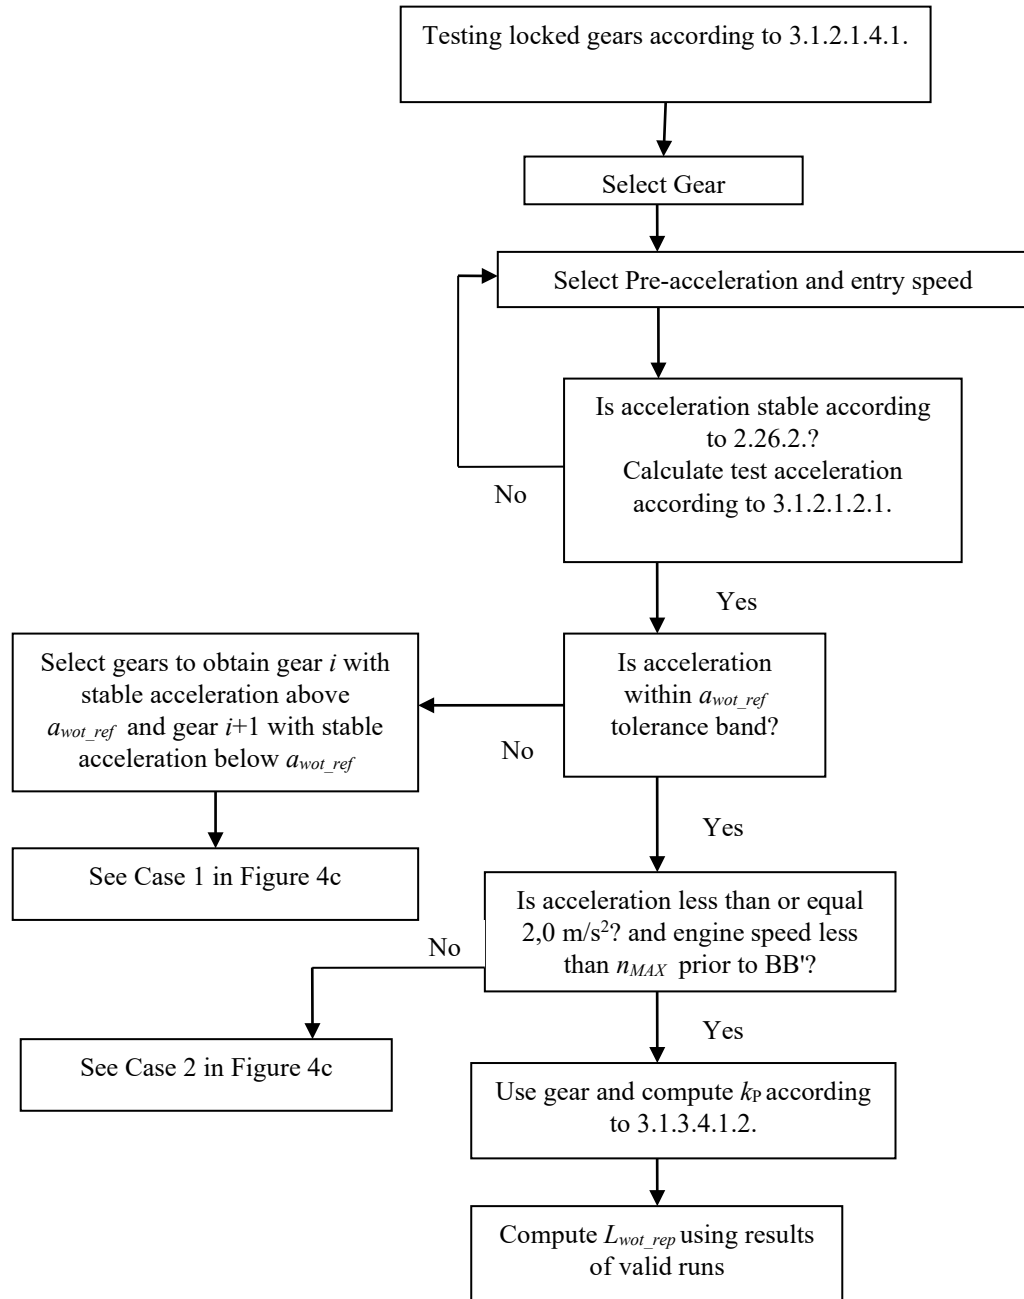 Testing locked gears according to 3.1.2.1.4.1.
Select Gear
Select Pre-acceleration and entry speed
Is acceleration stable according
to 2.26.2.?
Calculate test acceleration
according to 3.1.2.1.2.1.
No
Yes
Select gears to obtain gear i with
stable acceleration above
a_wot_ref and gear i+1 with stable
acceleration below a_wot_ref
Is acceleration
within a_wot_ref
tolerance band?
No
Yes
See Case 1 in Figure 4c
Is acceleration less than or equal
2,0 m/s²? and engine speed less
than n_MAX prior to BB'?
No
Yes
See Case 2 in Figure 4c
Use gear and compute k_P according
to 3.1.3.4.1.2.
Compute L_wot_rep using results
of valid runs